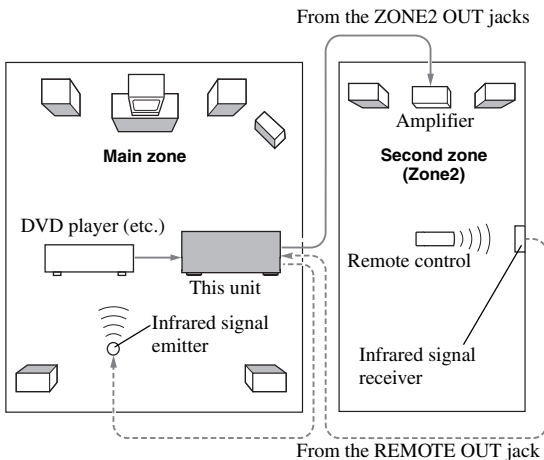 From the ZONE2 OUT jacks
Main zone
Amplifier
Second zone
(Zone2)
DVD player (etc.)
This unit
Remote control
Infrared signal
emitter
Infrared signal
receiver
From the REMOTE OUT jack